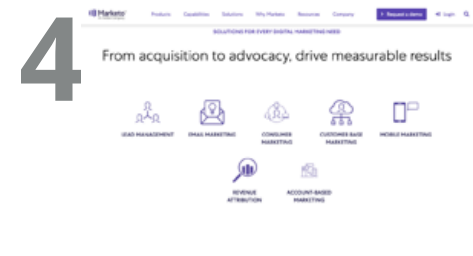 4
Marketo
Products Capabilities Solutions Why Marketo Resources Company Request a demo Login
SOLUTIONS FOR EVERY DIGITAL MARKETING NEED
From acquisition to advocacy, drive measurable results
LEAD MANAGEMENT
EMAIL MARKETING
CONSUMER
MARKETING
CUSTOMER BASE
MARKETING
MOBILE MARKETING
REVENUE
ATTRIBUTION
ACCOUNT-BASED
MARKETING